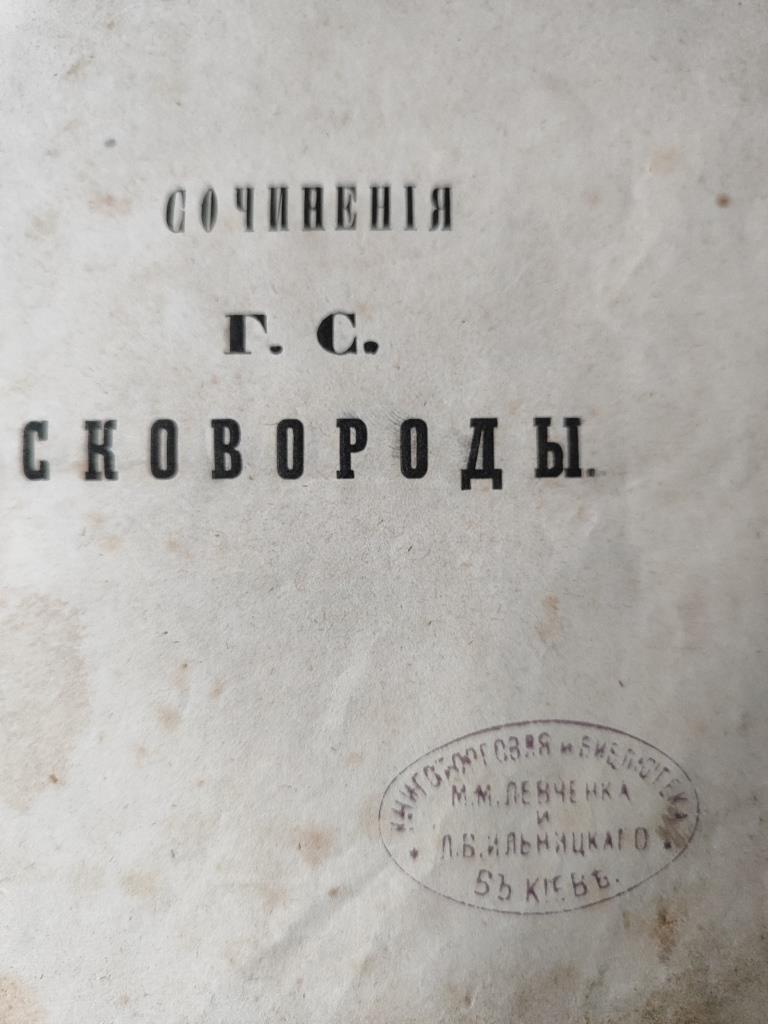 СОЧИНЕНІЯ
Г. С.
СКОВОРОДЫ.
КНИГОТОРГОВЛЯ и БИБЛІОТЕКА
М.М.ЛЕВЧЕНКА
И
Л.В.ИЛЬНИЦКАГО
ВЪ КІЕВѢ.